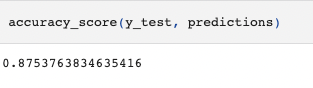 accuracy_score(y_test, predictions)
0.8753763834635416